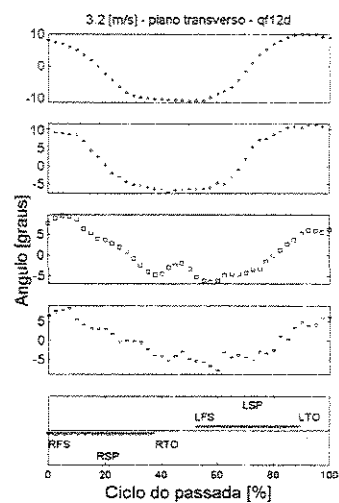 3.2 [m/s] - piano transverso - qf12d
10
0
-10
10
5
0
-5
5
0
-5
5
0
-5
Angulo [graus]
LSP
LFS LTO
RFS RTO
RSP
0 20 40 60 80 100
Ciclo do passada [%]